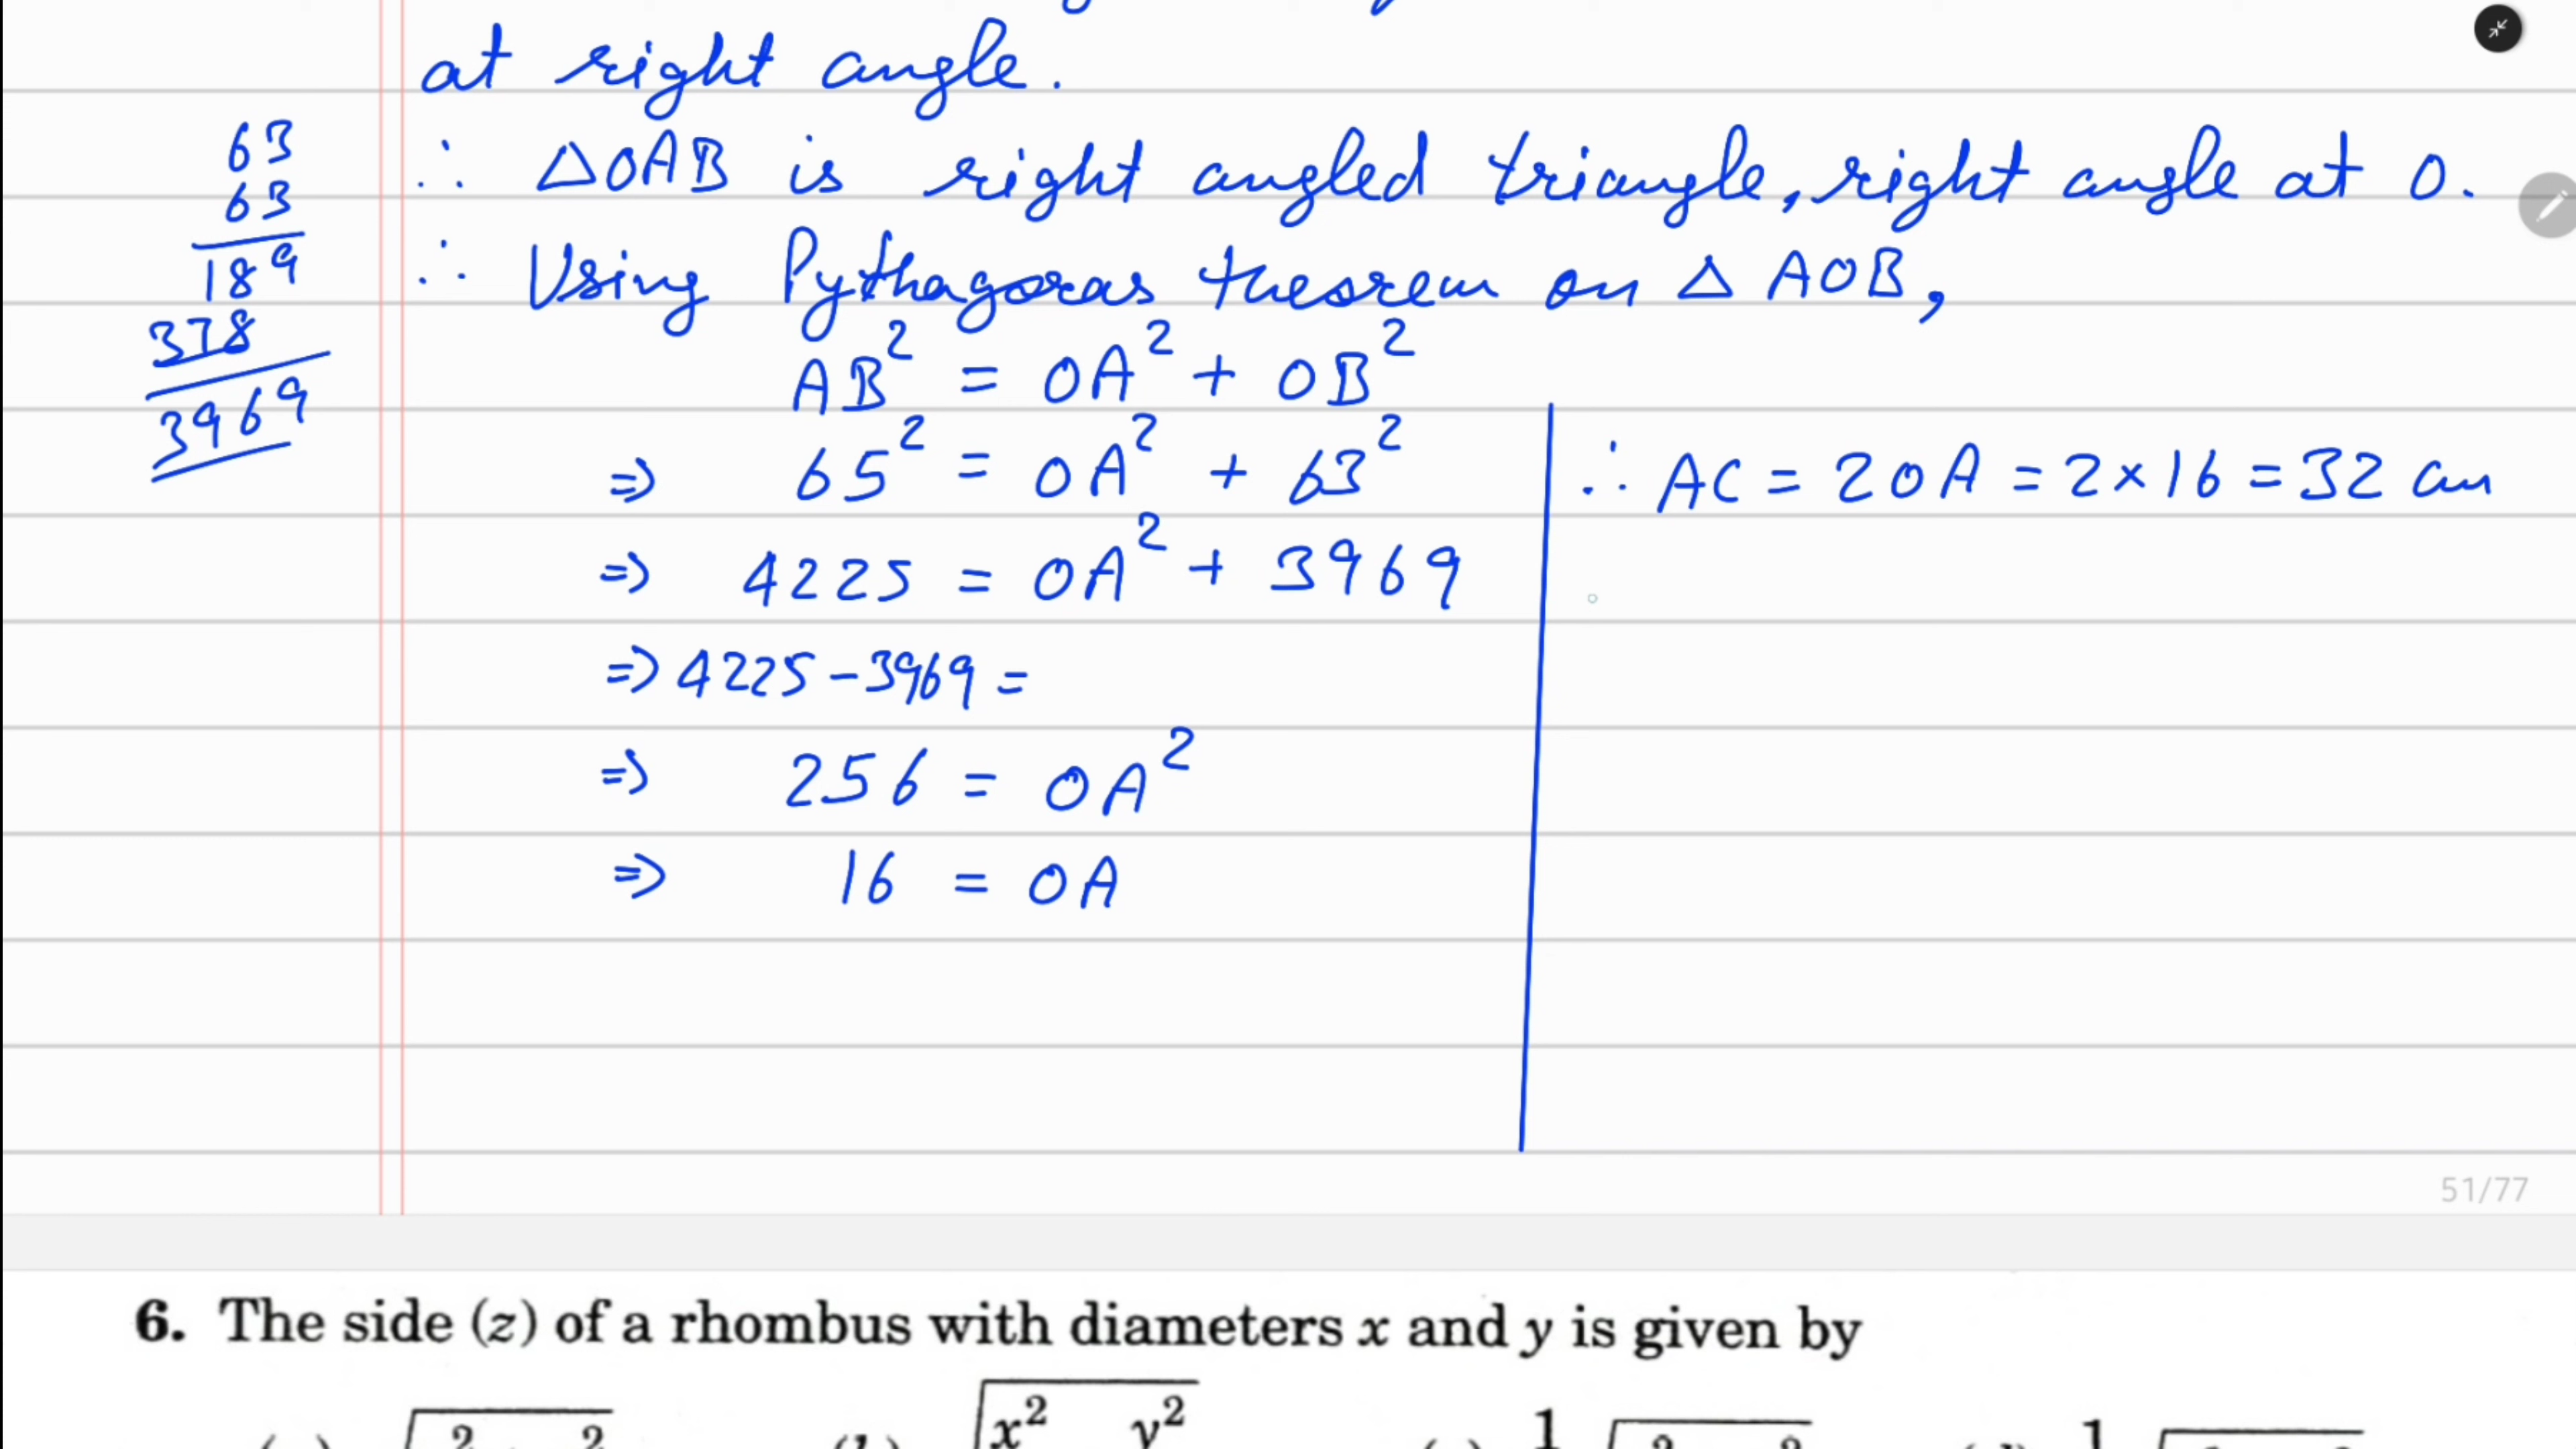 at right angle.
63
63
189
378
3969
∴ △OAB is right angled triangle, right angle at O.
∴ Using Pythagoras theorem on △ AOB,
AB² = OA² + OB²
⇒ 65² = OA² + 63²
⇒ 4225 = OA² + 3969
⇒ 4225 - 3969 =
⇒ 256 = OA²
⇒ 16 = OA
∴ AC = 2OA = 2×16 = 32 cm
51/77
6. The side (z) of a rhombus with diameters x and y is given by